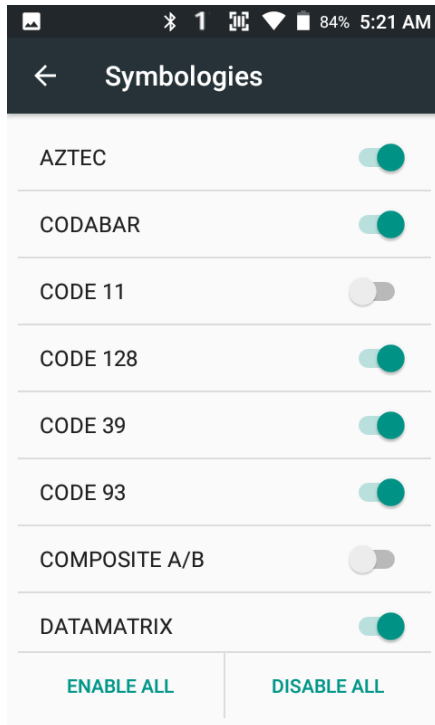 1 84% 5:21 AM
Symbologies
AZTEC
CODABAR
CODE 11
CODE 128
CODE 39
CODE 93
COMPOSITE A/B
DATAMATRIX
ENABLE ALL DISABLE ALL